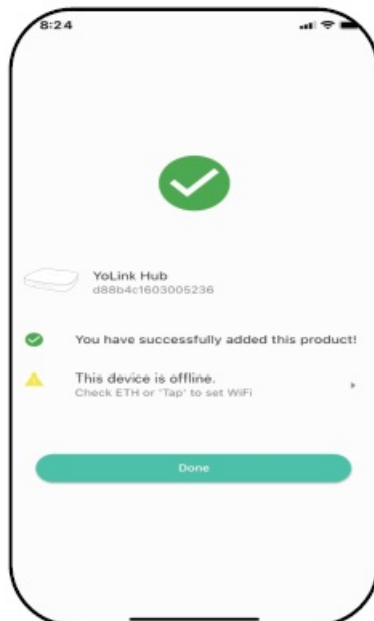 8:24
YoLink Hub
d88b4c1603005236
You have successfully added this product!
This device is offline.
Check ETH or "Tap" to set WiFi
Done